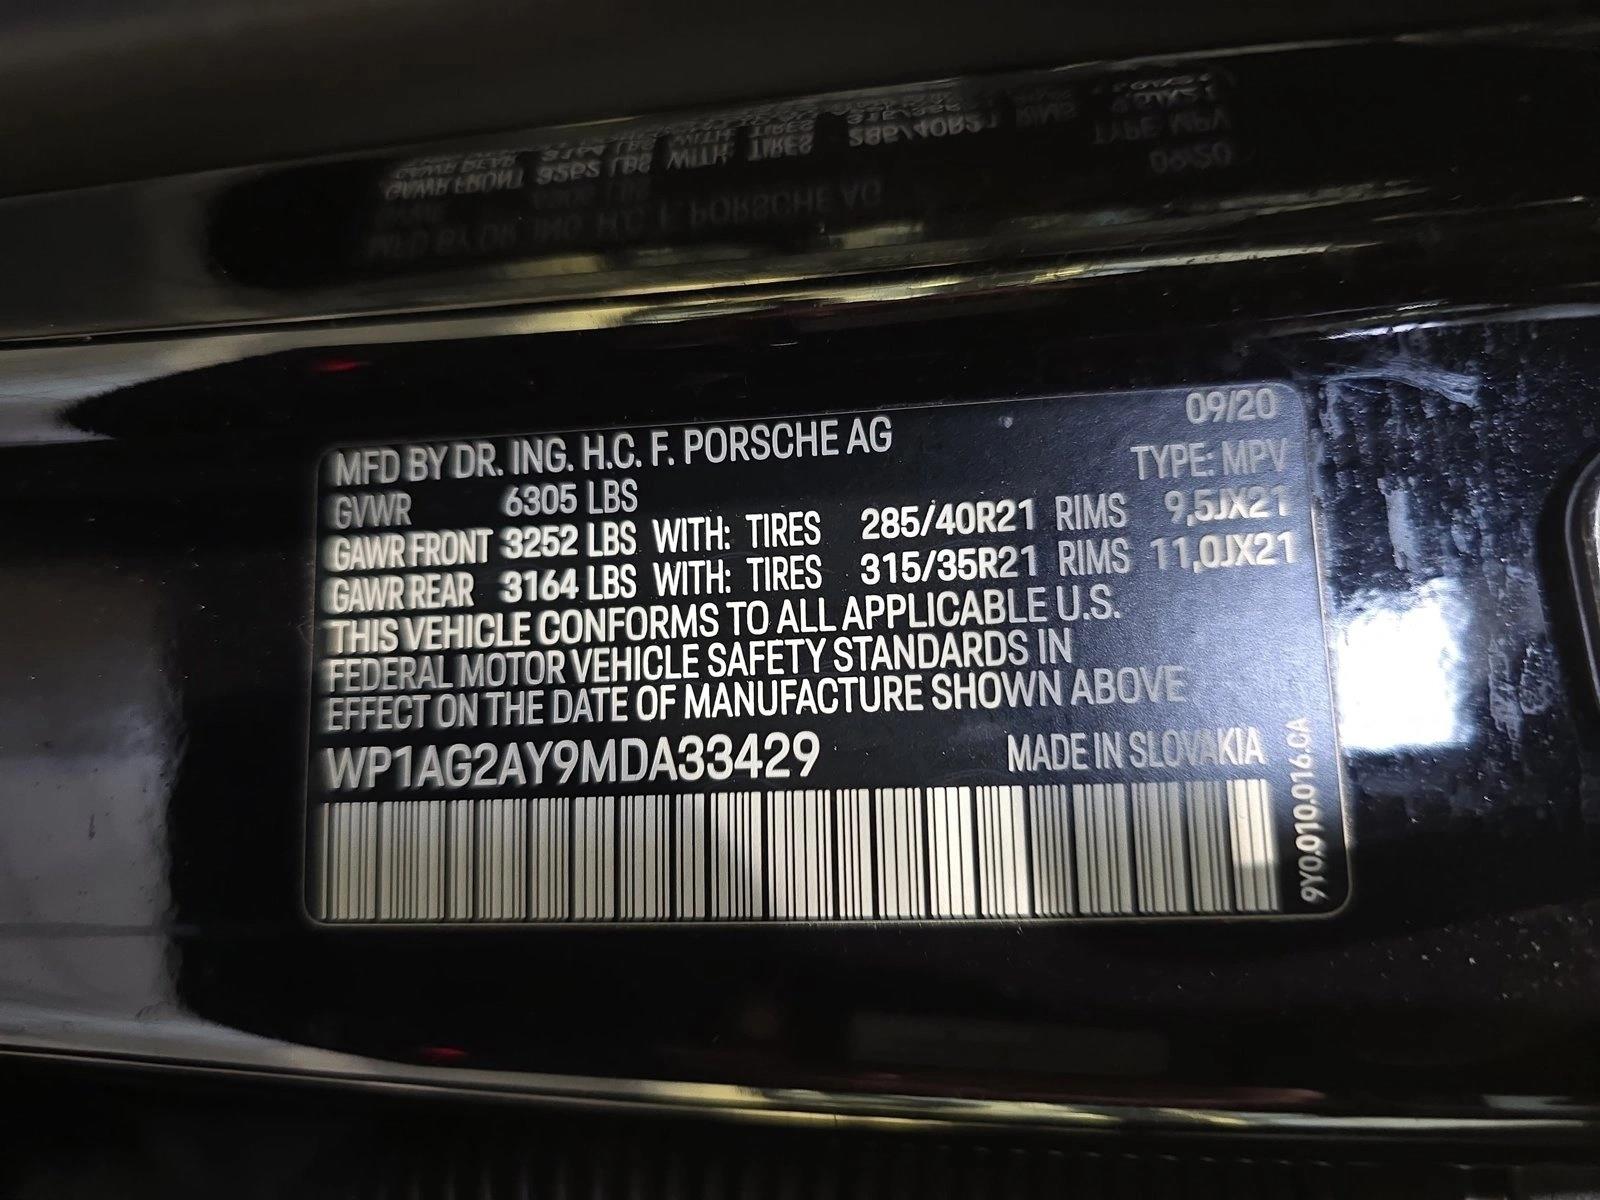 MFD BY DR. ING. H.C. F. PORSCHE AG 09/20
GVWR 6305 LBS TYPE: MPV
GAWR FRONT 3252 LBS WITH: TIRES 285/40R21 RIMS 9,5JX21
GAWR REAR 3164 LBS WITH: TIRES 315/35R21 RIMS 11,0JX21
THIS VEHICLE CONFORMS TO ALL APPLICABLE U.S.
FEDERAL MOTOR VEHICLE SAFETY STANDARDS IN
EFFECT ON THE DATE OF MANUFACTURE SHOWN ABOVE
WP1AG2AY9MDA33429 MADE IN SLOVAKIA
9Y0.010.016.CA